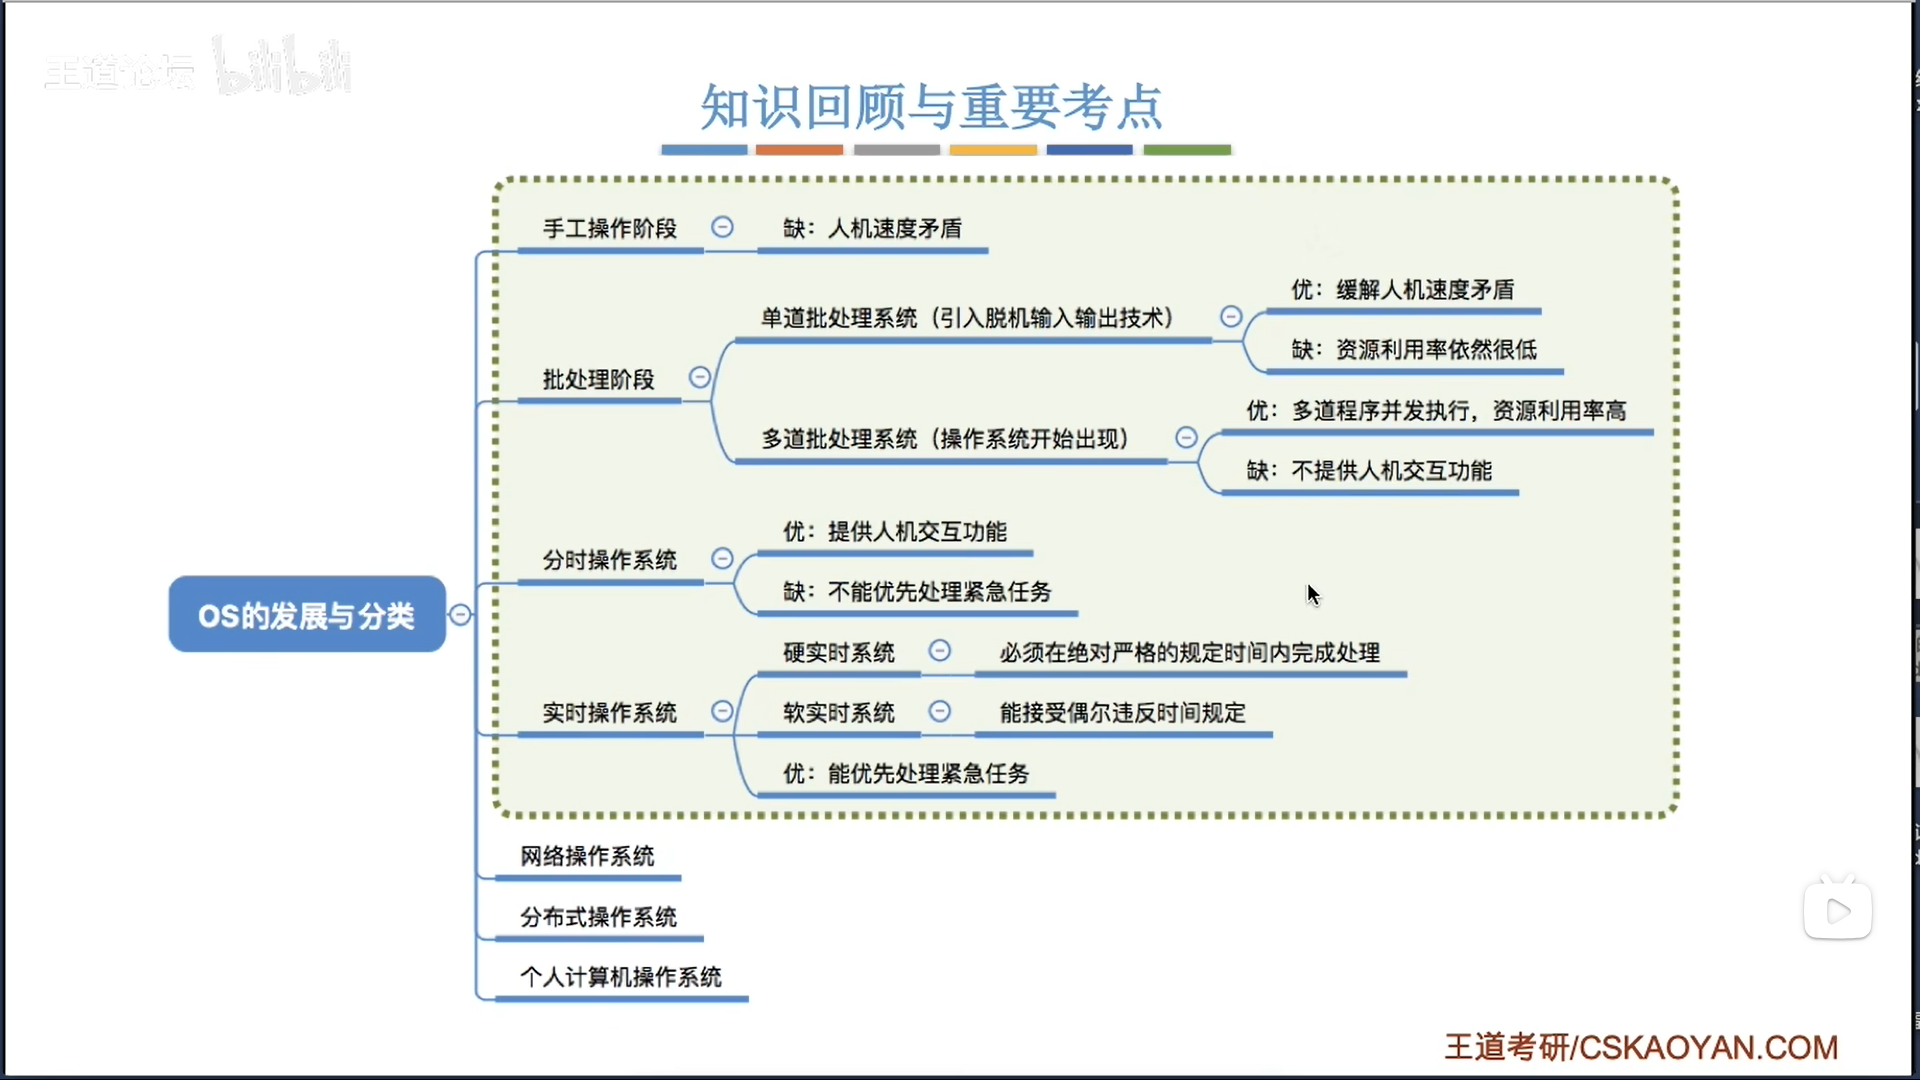 王道论坛 bilibili
知识回顾与重要考点
手工操作阶段
缺：人机速度矛盾
批处理阶段
单道批处理系统（引入脱机输入输出技术）
优：缓解人机速度矛盾
缺：资源利用率依然很低
多道批处理系统（操作系统开始出现）
优：多道程序并发执行，资源利用率高
缺：不提供人机交互功能
分时操作系统
优：提供人机交互功能
缺：不能优先处理紧急任务
OS的发展与分类
实时操作系统
硬实时系统
必须在绝对严格的规定时间内完成处理
软实时系统
能接受偶尔违反时间规定
优：能优先处理紧急任务
网络操作系统
分布式操作系统
个人计算机操作系统
王道考研/CSKAOYAN.COM